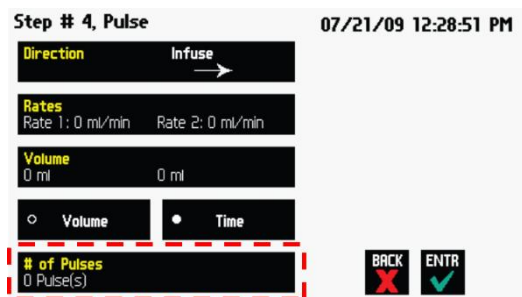 Step # 4, Pulse 07/21/09 12:28:51 PM
Direction Infuse
Rates
Rate 1: 0 ml/min Rate 2: 0 ml/min
Volume
0 ml 0 ml
Volume Time
# of Pulses
0 Pulse(s)
BACK ENTR